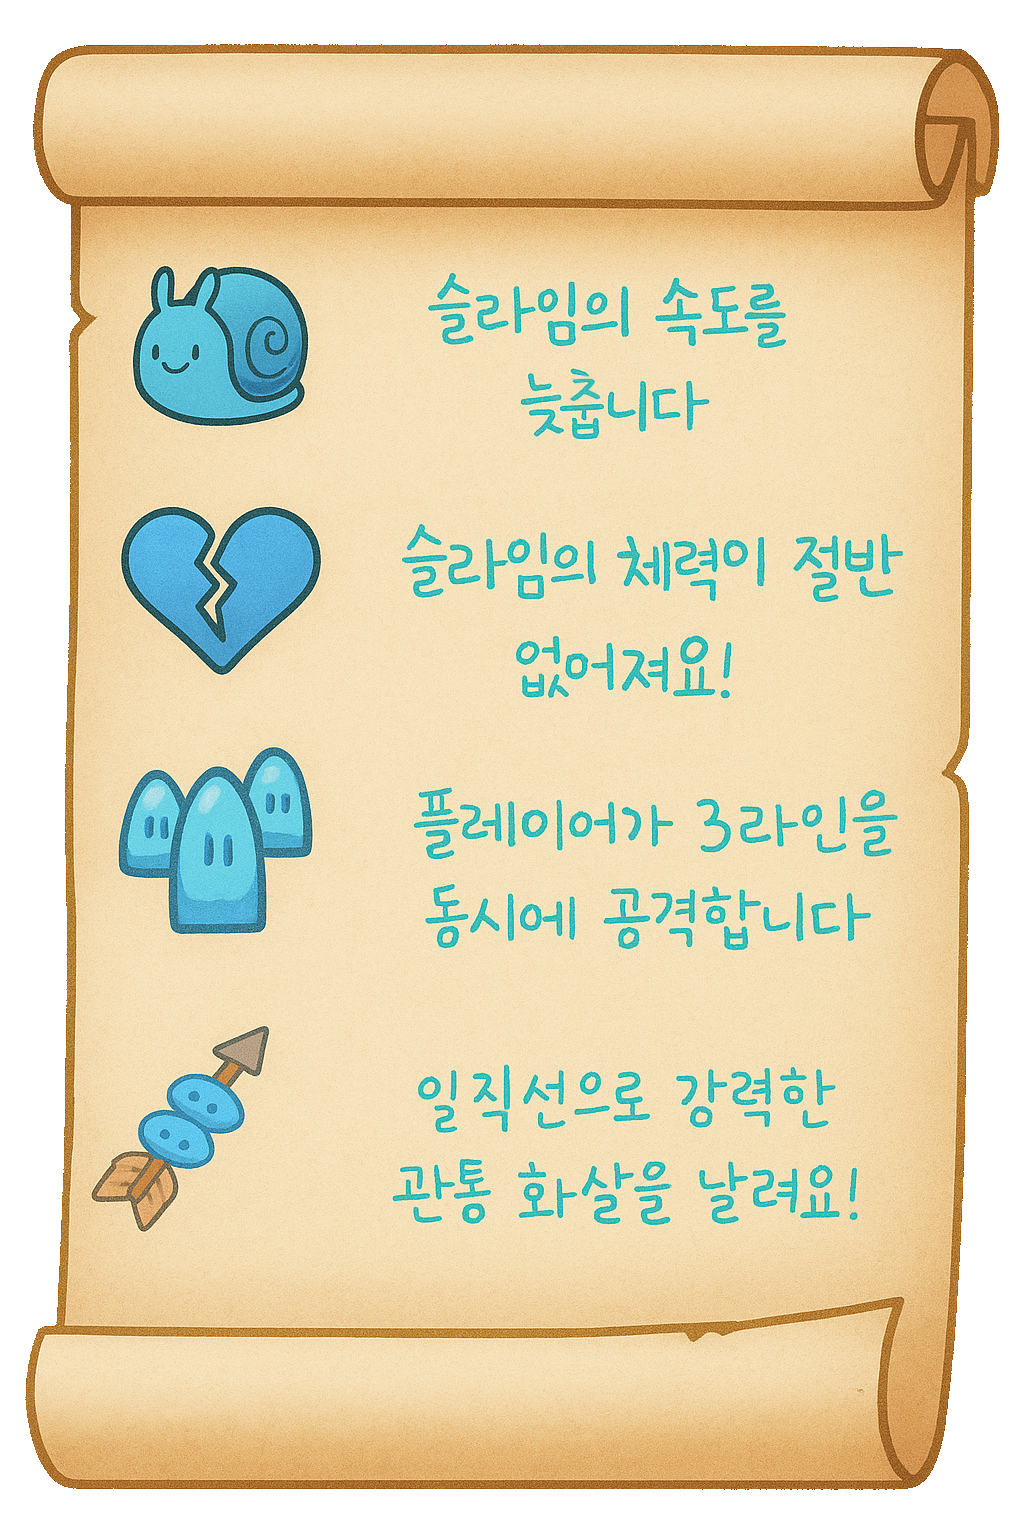 슬라임의 속도를
늦춥니다
슬라임의 체력이 절반
없어져요!
플레이어가 3라인을
동시에 공격합니다
일직선으로 강력한
관통 화살을 날려요!